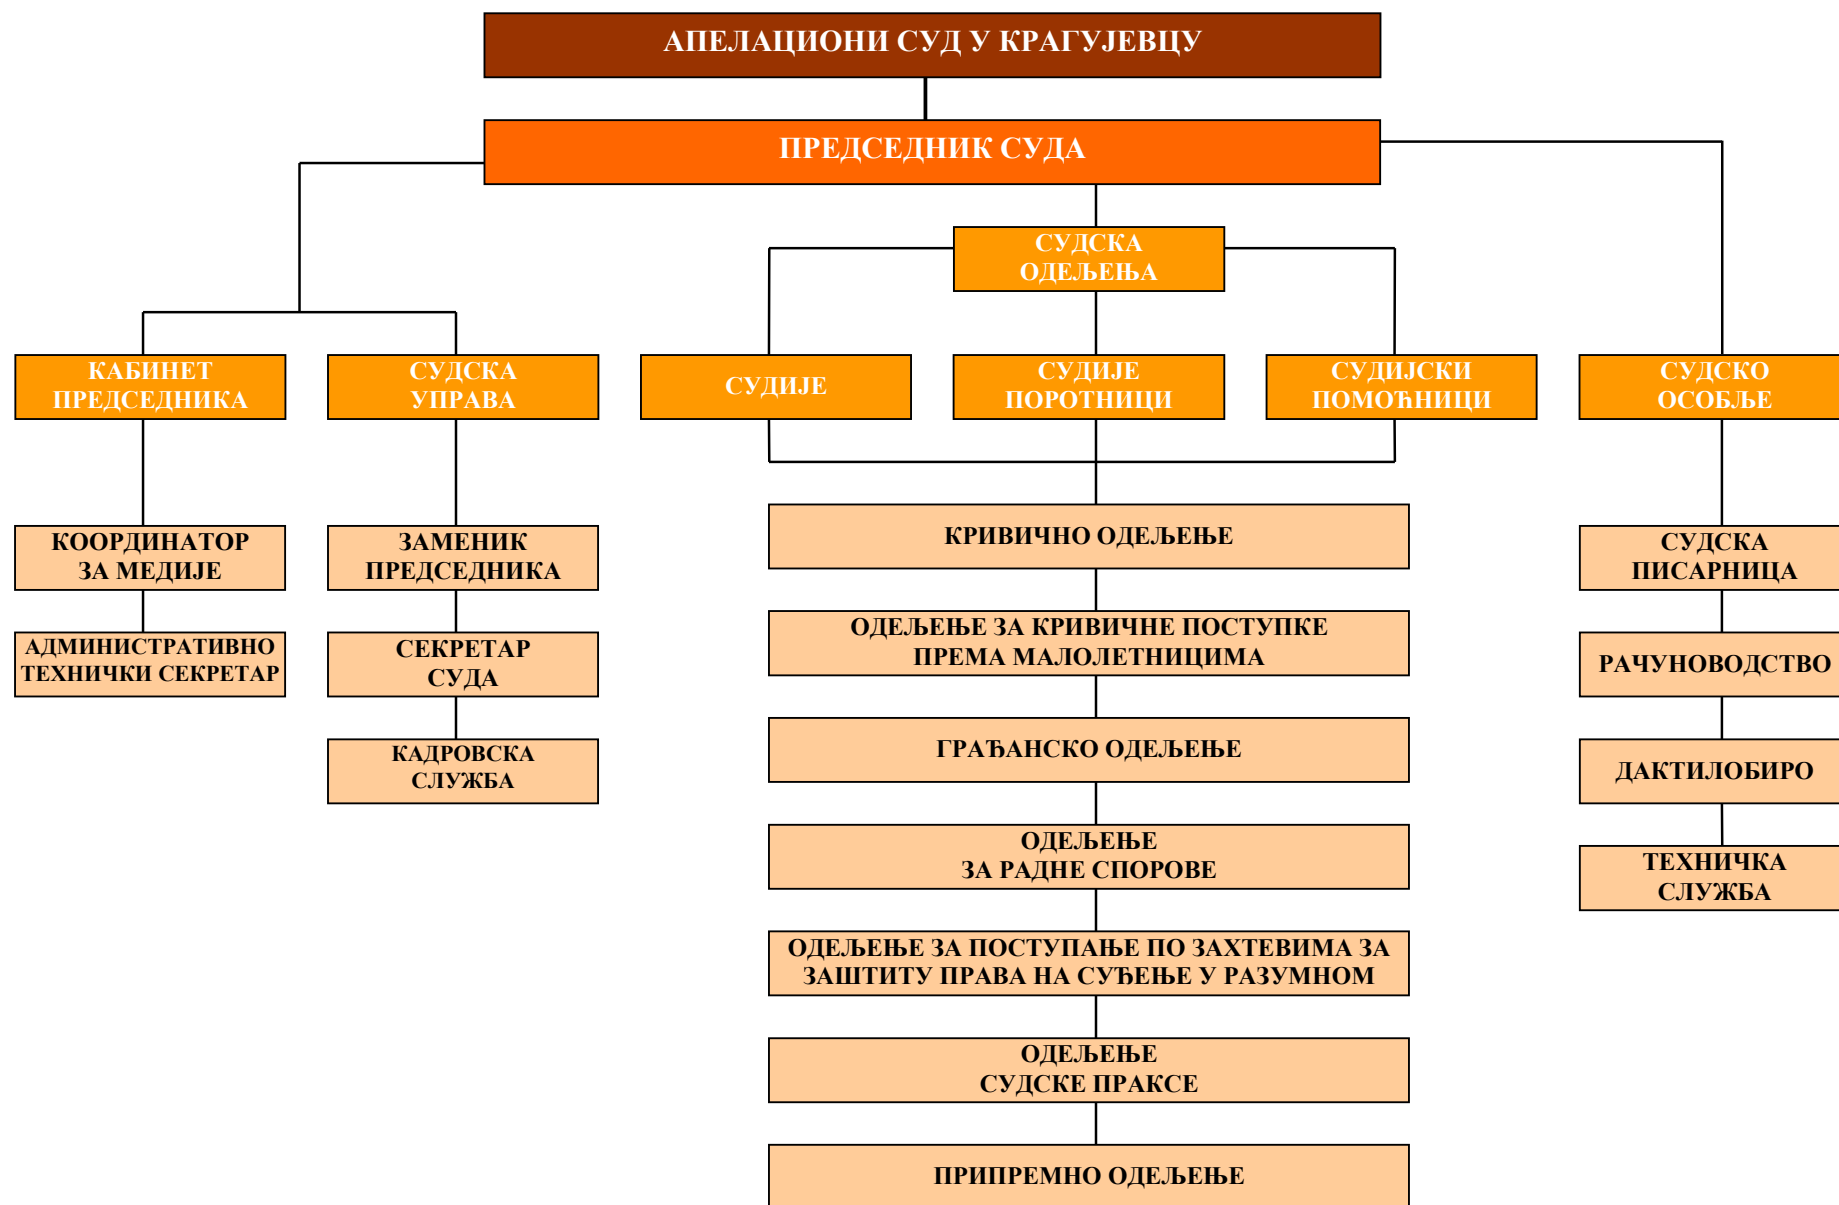 АПЕЛАЦИОНИ СУД У КРАГУЈЕВЦУ
ПРЕДСЕДНИК СУДА
СУДСКА
ОДЕЉЕЊА
КАБИНЕТ
ПРЕДСЕДНИКА
СУДСКА
УПРАВА
СУДИЈЕ
СУДИЈЕ
ПОРОТНИЦИ
СУДИЈСКИ
ПОМОЋНИЦИ
СУДСКО
ОСОБЉЕ
КООРДИНАТОР
ЗА МЕДИЈЕ
АДМИНИСТРАТИВНО
ТЕХНИЧКИ СЕКРЕТАР
ЗАМЕНИК
ПРЕДСЕДНИКА
СЕКРЕТАР
СУДА
КАДРОВСКА
СЛУЖБА
КРИВИЧНО ОДЕЉЕЊЕ
ОДЕЉЕЊЕ ЗА КРИВИЧНЕ ПОСТУПКЕ
ПРЕМА МАЛОЛЕТНИЦИМА
ГРАЂАНСКО ОДЕЉЕЊЕ
ОДЕЉЕЊЕ
ЗА РАДНЕ СПОРОВЕ
ОДЕЉЕЊЕ ЗА ПОСТУПАЊЕ ПО ЗАХТЕВИМА ЗА
ЗАШТИТУ ПРАВА НА СУЂЕЊЕ У РАЗУМНОМ
ОДЕЉЕЊЕ
СУДСКЕ ПРАКСЕ
ПРИПРЕМНО ОДЕЉЕЊЕ
СУДСКА
ПИСАРНИЦА
РАЧУНОВОДСТВО
ДАКТИЛОБИРО
ТЕХНИЧКА
СЛУЖБА